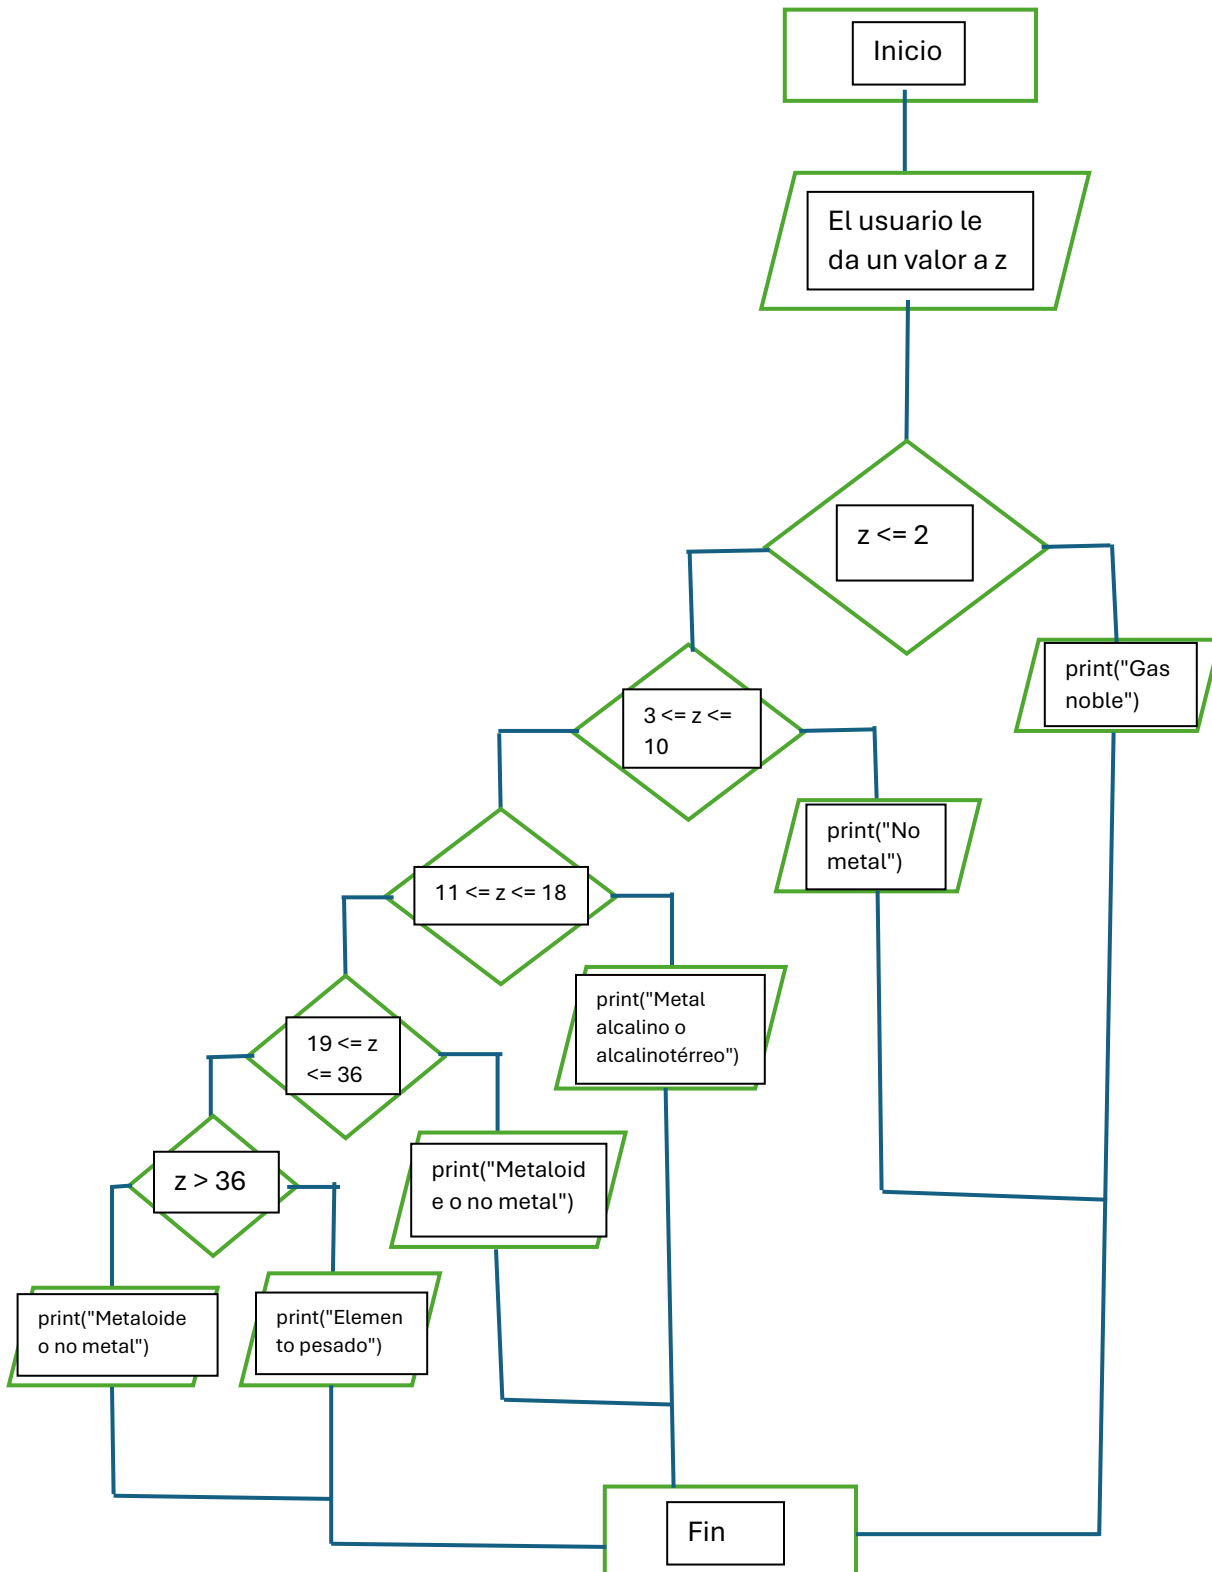 Inicio
El usuario le
da un valor a z
z <= 2
print("Gas
noble")
3 <= z <=
10
print("No
metal")
11 <= z <= 18
print("Metal
alcalino o
alcalinotérreo")
19 <= z
<= 36
print("Metaloid
e o no metal")
z > 36
print("Metaloide
o no metal")
print("Elemen
to pesado")
Fin